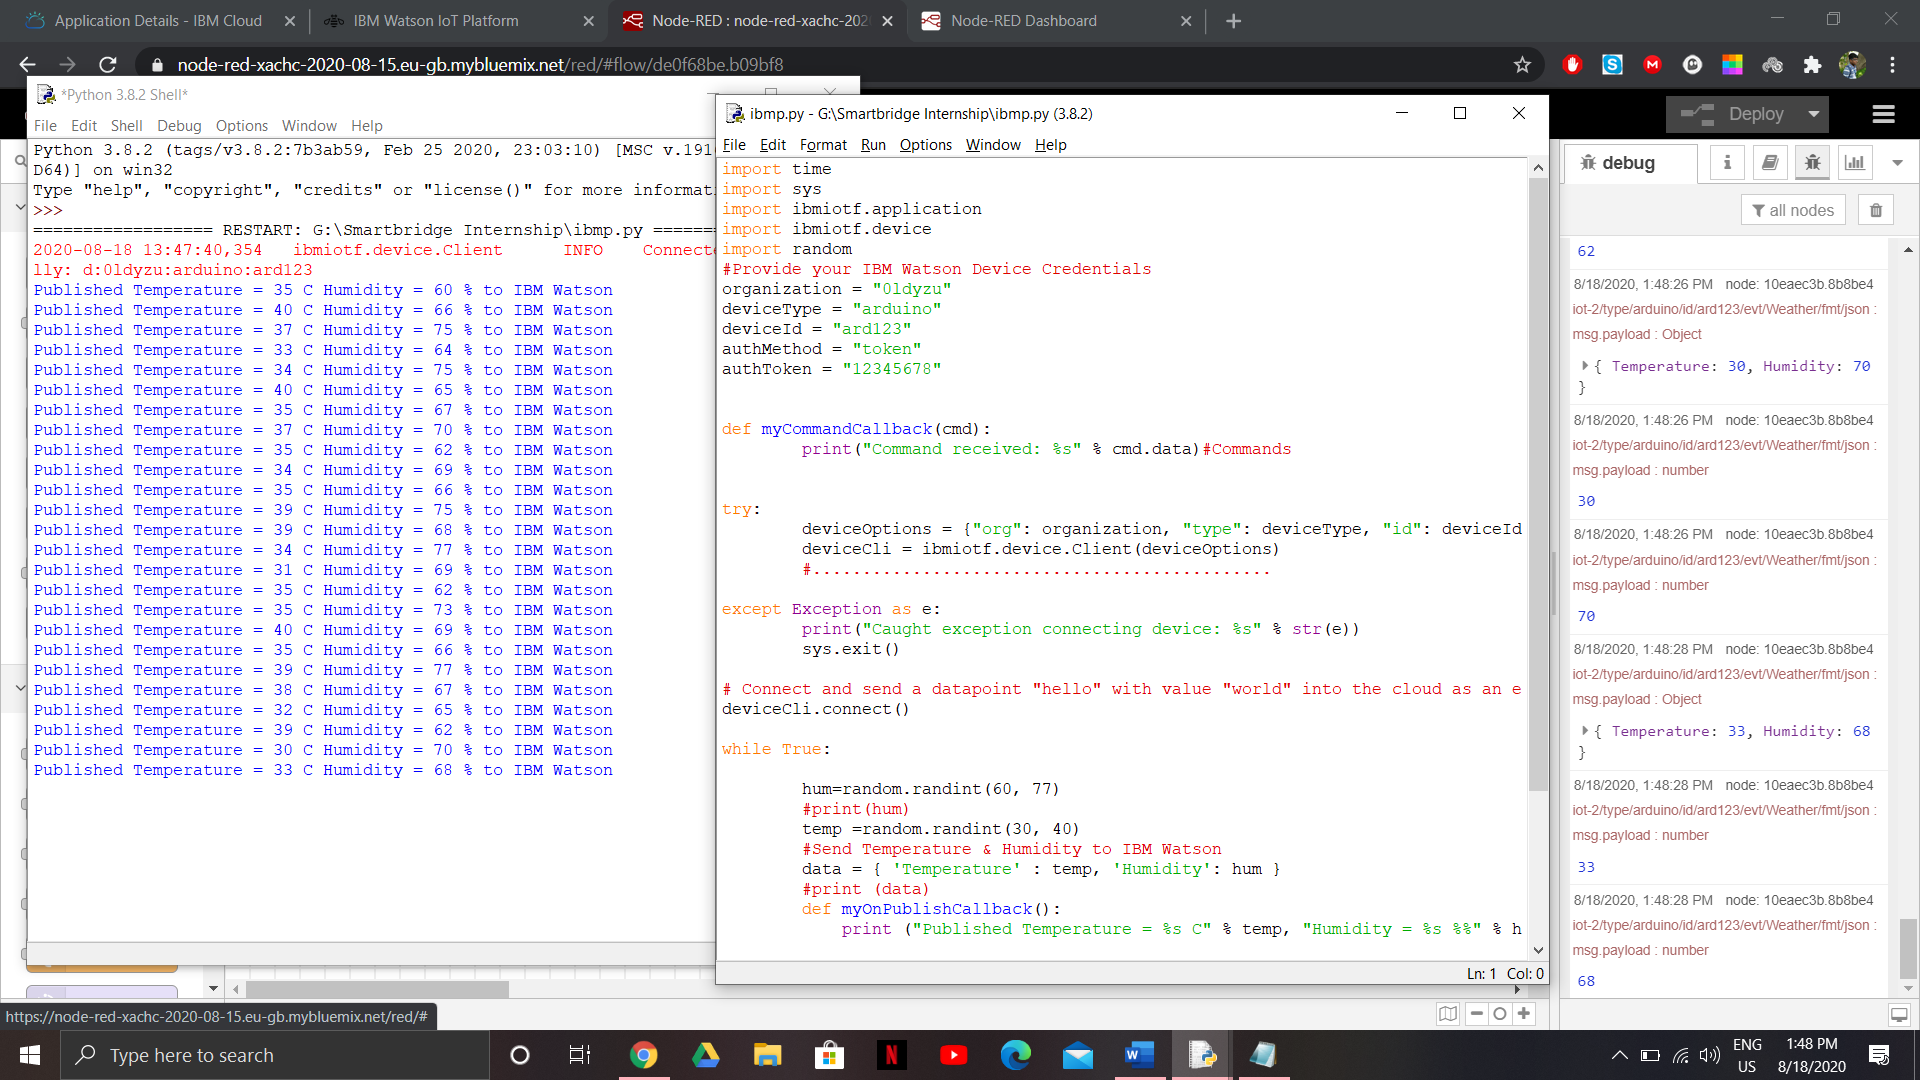 Application Details - IBM Cloud
IBM Watson IoT Platform
Node-RED : node-red-xachc-202
Node-RED Dashboard
node-red-xachc-2020-08-15.eu-gb.mybluemix.net/red/#flow/de0f68be.b09bf8
*Python 3.8.2 Shell*
File Edit Shell Debug Options Window Help
Python 3.8.2 (tags/v3.8.2:7b3ab59, Feb 25 2020, 23:03:10) [MSC v.191
D64)] on win32
Type "help", "copyright", "credits" or "license()" for more informati
>>>
================== RESTART: G:\Smartbridge Internship\ibmp.py =======
2020-08-18 13:47:40,354 ibmiotf.device.Client INFO Connecte
lly: d:0ldyzu:arduino:ard123
Published Temperature = 35 C Humidity = 60 % to IBM Watson
Published Temperature = 40 C Humidity = 66 % to IBM Watson
Published Temperature = 37 C Humidity = 75 % to IBM Watson
Published Temperature = 33 C Humidity = 64 % to IBM Watson
Published Temperature = 34 C Humidity = 75 % to IBM Watson
Published Temperature = 40 C Humidity = 65 % to IBM Watson
Published Temperature = 35 C Humidity = 67 % to IBM Watson
Published Temperature = 37 C Humidity = 70 % to IBM Watson
Published Temperature = 35 C Humidity = 62 % to IBM Watson
Published Temperature = 34 C Humidity = 69 % to IBM Watson
Published Temperature = 35 C Humidity = 66 % to IBM Watson
Published Temperature = 39 C Humidity = 75 % to IBM Watson
Published Temperature = 39 C Humidity = 68 % to IBM Watson
Published Temperature = 34 C Humidity = 77 % to IBM Watson
Published Temperature = 31 C Humidity = 69 % to IBM Watson
Published Temperature = 35 C Humidity = 62 % to IBM Watson
Published Temperature = 35 C Humidity = 73 % to IBM Watson
Published Temperature = 40 C Humidity = 69 % to IBM Watson
Published Temperature = 35 C Humidity = 66 % to IBM Watson
Published Temperature = 39 C Humidity = 77 % to IBM Watson
Published Temperature = 38 C Humidity = 67 % to IBM Watson
Published Temperature = 32 C Humidity = 65 % to IBM Watson
Published Temperature = 39 C Humidity = 62 % to IBM Watson
Published Temperature = 30 C Humidity = 70 % to IBM Watson
Published Temperature = 33 C Humidity = 68 % to IBM Watson
ibmp.py - G:\Smartbridge Internship\ibmp.py (3.8.2)
File Edit Format Run Options Window Help
import time
import sys
import ibmiotf.application
import ibmiotf.device
import random
#Provide your IBM Watson Device Credentials
organization = "0ldyzu"
deviceType = "arduino"
deviceId = "ard123"
authMethod = "token"
authToken = "12345678"
def myCommandCallback(cmd):
print("Command received: %s" % cmd.data)#Commands
try:
deviceOptions = {"org": organization, "type": deviceType, "id": deviceId
deviceCli = ibmiotf.device.Client(deviceOptions)
#..............................................
except Exception as e:
print("Caught exception connecting device: %s" % str(e))
sys.exit()
# Connect and send a datapoint "hello" with value "world" into the cloud as an e
deviceCli.connect()
while True:
hum=random.randint(60, 77)
#print(hum)
temp =random.randint(30, 40)
#Send Temperature & Humidity to IBM Watson
data = { 'Temperature' : temp, 'Humidity': hum }
#print (data)
def myOnPublishCallback():
print ("Published Temperature = %s C" % temp, "Humidity = %s %%" % h
Ln: 1 Col: 0
Deploy
debug
all nodes
62
8/18/2020, 1:48:26 PM node: 10eaec3b.8b8be4
iot-2/type/arduino/id/ard123/evt/Weather/fmt/json :
msg.payload : Object
{ Temperature: 30, Humidity: 70
}
8/18/2020, 1:48:26 PM node: 10eaec3b.8b8be4
iot-2/type/arduino/id/ard123/evt/Weather/fmt/json :
msg.payload : number
30
8/18/2020, 1:48:26 PM node: 10eaec3b.8b8be4
iot-2/type/arduino/id/ard123/evt/Weather/fmt/json :
msg.payload : number
70
8/18/2020, 1:48:28 PM node: 10eaec3b.8b8be4
iot-2/type/arduino/id/ard123/evt/Weather/fmt/json :
msg.payload : Object
{ Temperature: 33, Humidity: 68
}
8/18/2020, 1:48:28 PM node: 10eaec3b.8b8be4
iot-2/type/arduino/id/ard123/evt/Weather/fmt/json :
msg.payload : number
33
8/18/2020, 1:48:28 PM node: 10eaec3b.8b8be4
iot-2/type/arduino/id/ard123/evt/Weather/fmt/json :
msg.payload : number
68
https://node-red-xachc-2020-08-15.eu-gb.mybluemix.net/red/#
Type here to search
ENG
US
1:48 PM
8/18/2020